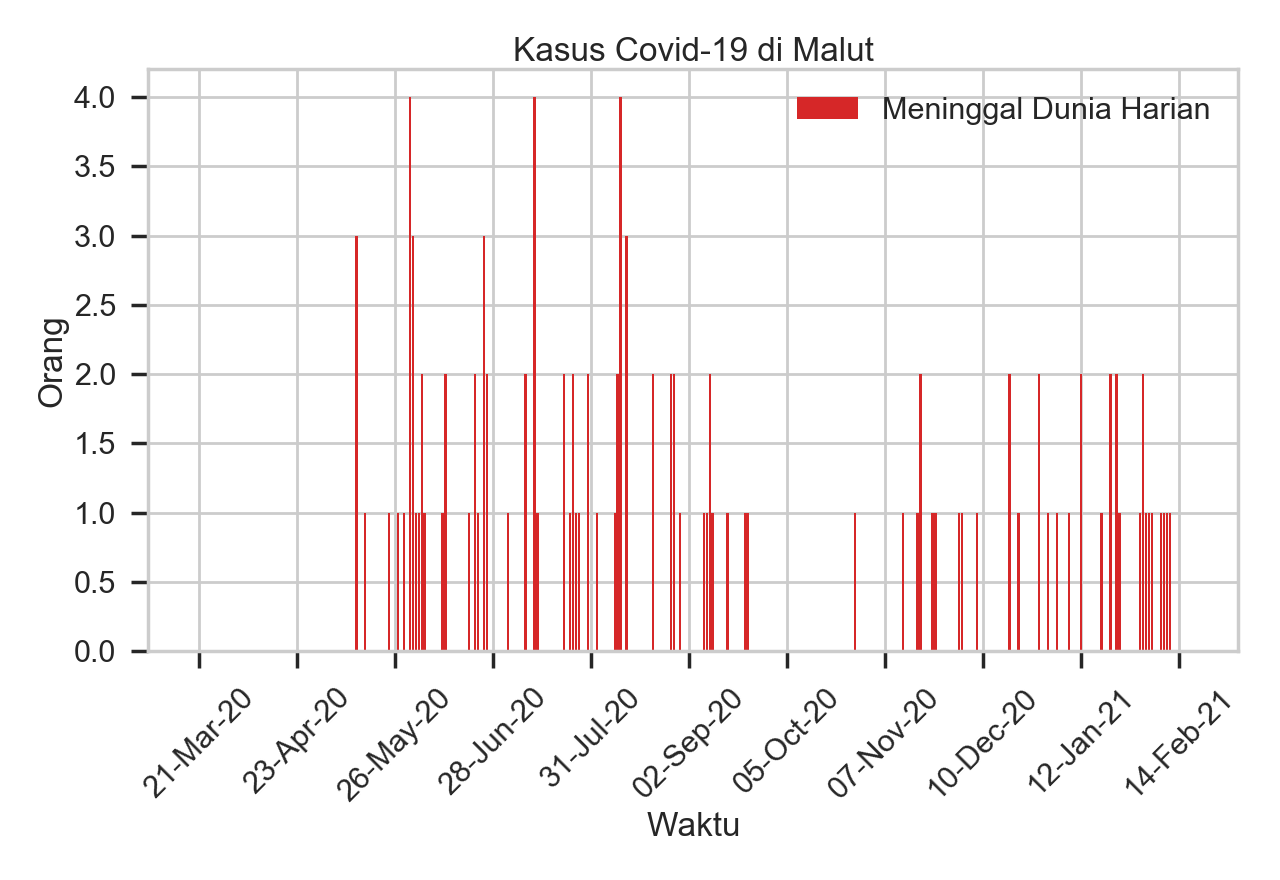 Kasus Covid-19 di Malut
Meninggal Dunia Harian
4.0
3.5
3.0
2.5
2.0
1.5
1.0
0.5
0.0
Orang
21-Mar-20
23-Apr-20
26-May-20
28-Jun-20
31-Jul-20
02-Sep-20
05-Oct-20
07-Nov-20
10-Dec-20
12-Jan-21
14-Feb-21
Waktu